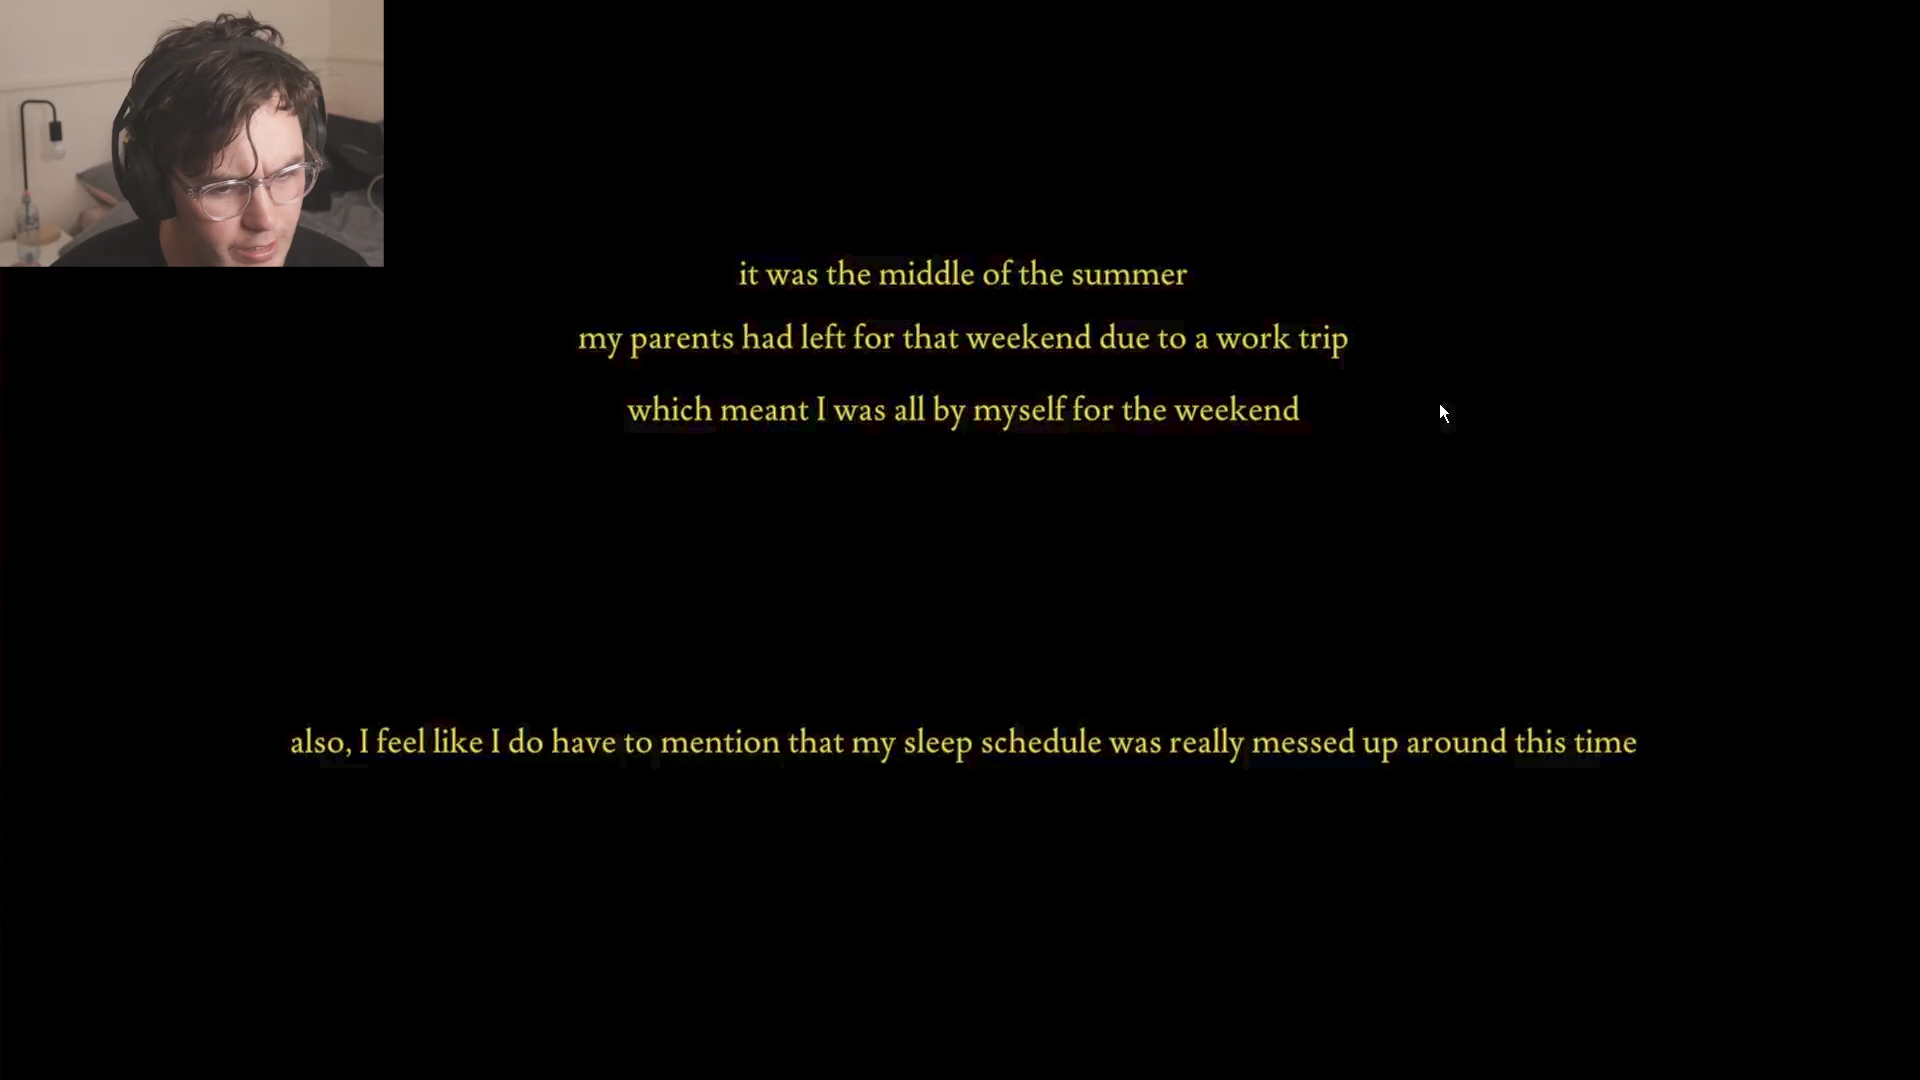 it was the middle of the summer
my parents had left for that weekend due to a work trip
which meant I was all by myself for the weekend
also, I feel like I do have to mention that my sleep schedule was really messed up around this time